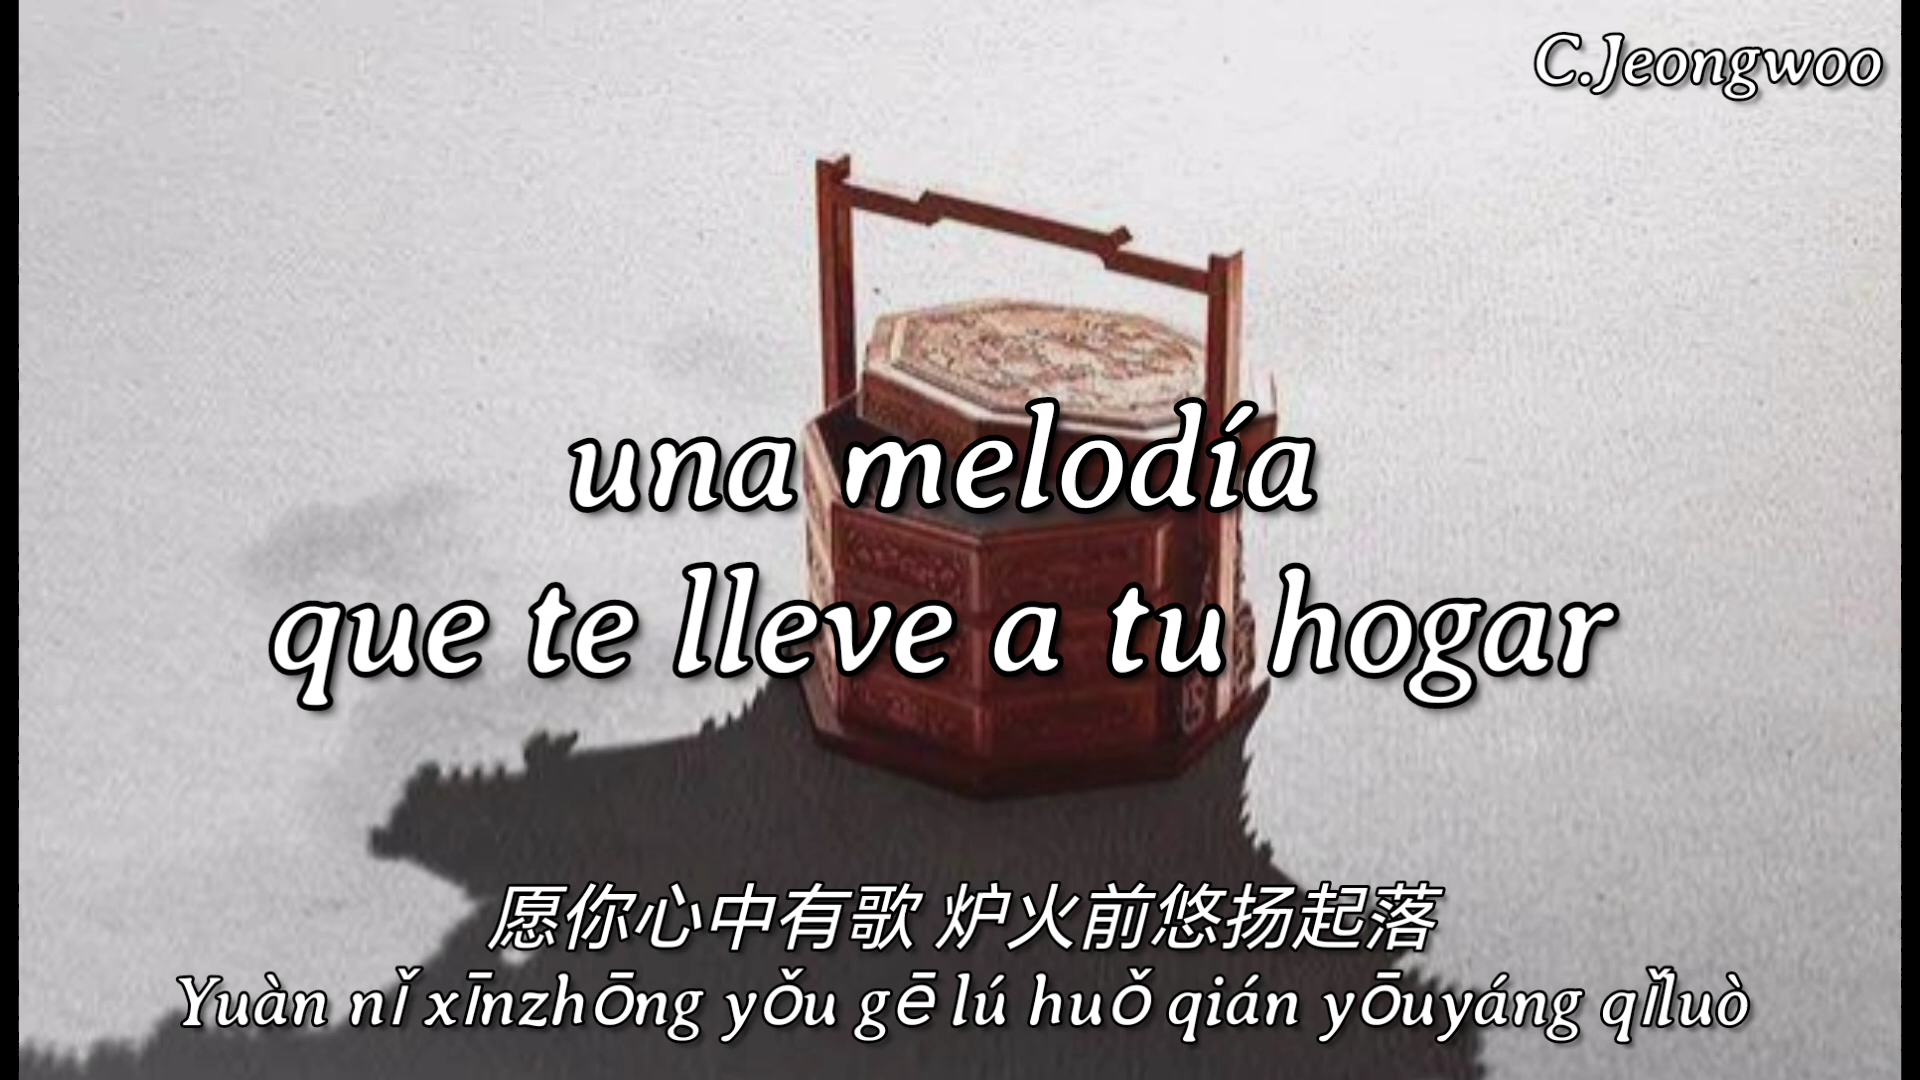 C.Jeongwoo
una melodía
que te lleve a tu hogar
愿你心中有歌 炉火前悠扬起落
Yuàn nǐ xīnzhōng yǒu gē lú huǒ qián yōuyáng qǐluò